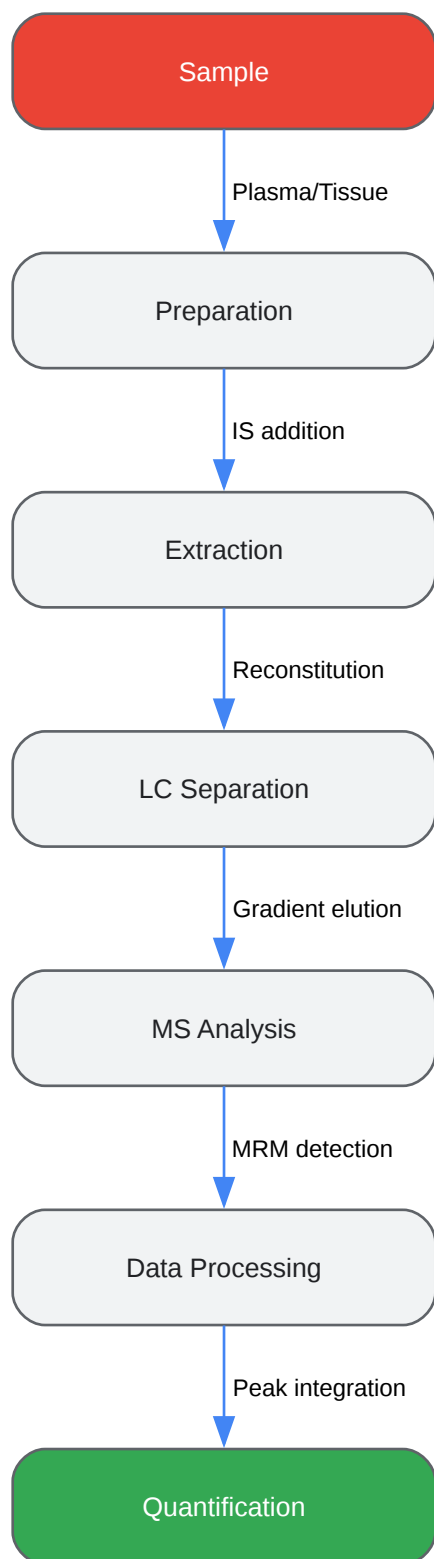 Sample
Plasma/Tissue
Preparation
IS addition
Extraction
Reconstitution
LC Separation
Gradient elution
MS Analysis
MRM detection
Data Processing
Peak integration
Quantification